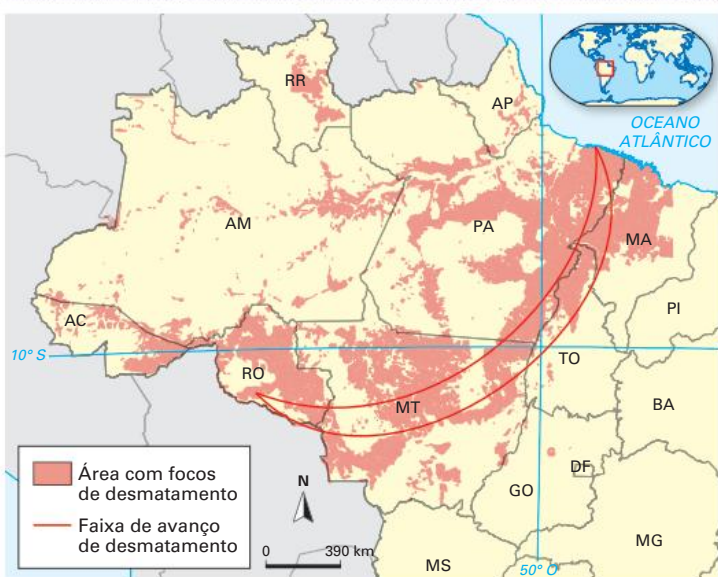 RR
AP
OCEANO
ATLÂNTICO
AM
PA
MA
AC
PI
10° S
RO
TO
MT
BA
DF
GO
MG
MS
50° O
Área com focos
de desmatamento
Faixa de avanço
de desmatamento
N
0 390 km